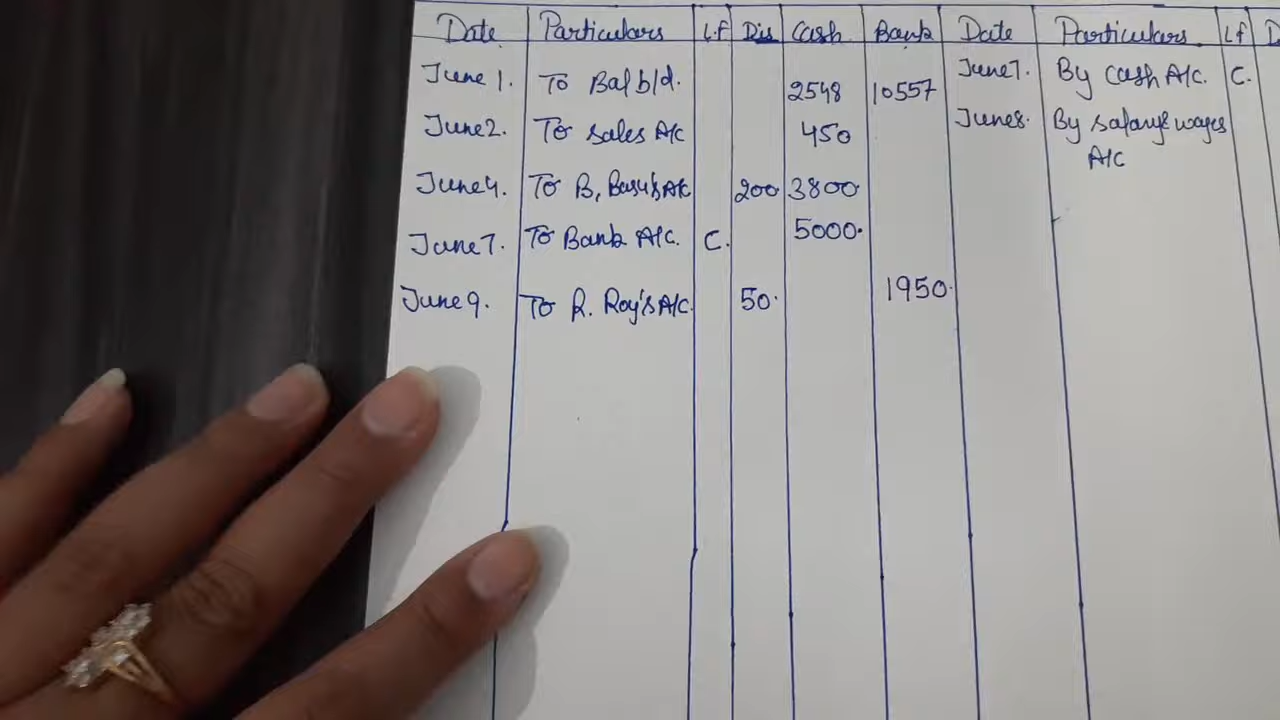 Date Particulars L.f Dis Cash Bank Date Particulars Lf D
June 1. To Bal b/d. 2548 10557 June 7. By Cash A/C. C.
June 2. To Sales A/c 450 June 8. By salary & wages
A/C
June 4. To B. Basu's A/c 200 3800
June 7. To Bank A/C. C. 5000
June 9. To R. Roy's A/C. 50 1950